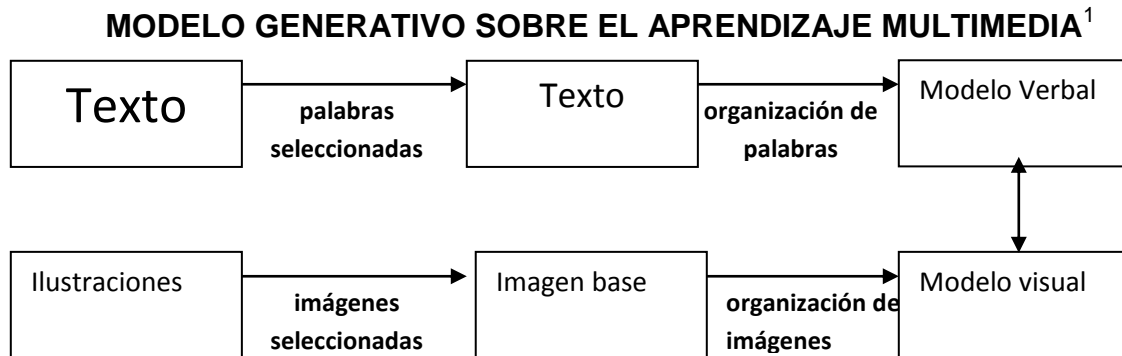 MODELO GENERATIVO SOBRE EL APRENDIZAJE MULTIMEDIA1
Texto
palabras
seleccionadas
Texto
organización de
palabras
Modelo Verbal
Ilustraciones
imágenes
seleccionadas
Imagen base
organización de
imágenes
Modelo visual